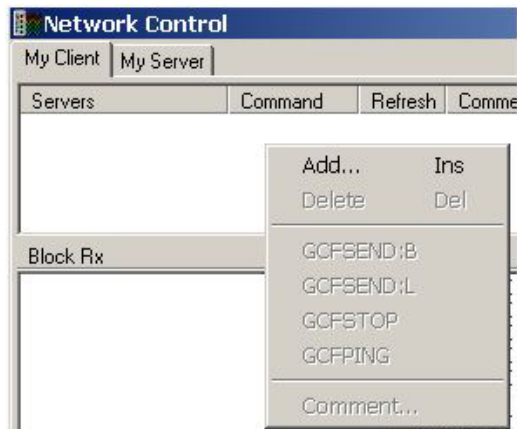 Network Control
My Client My Server
Servers Command Refresh Comme
Add... Ins
Delete Del
Block Rx
GCFSEND:B
GCFSEND:L
GCFSTOP
GCFPING
Comment...